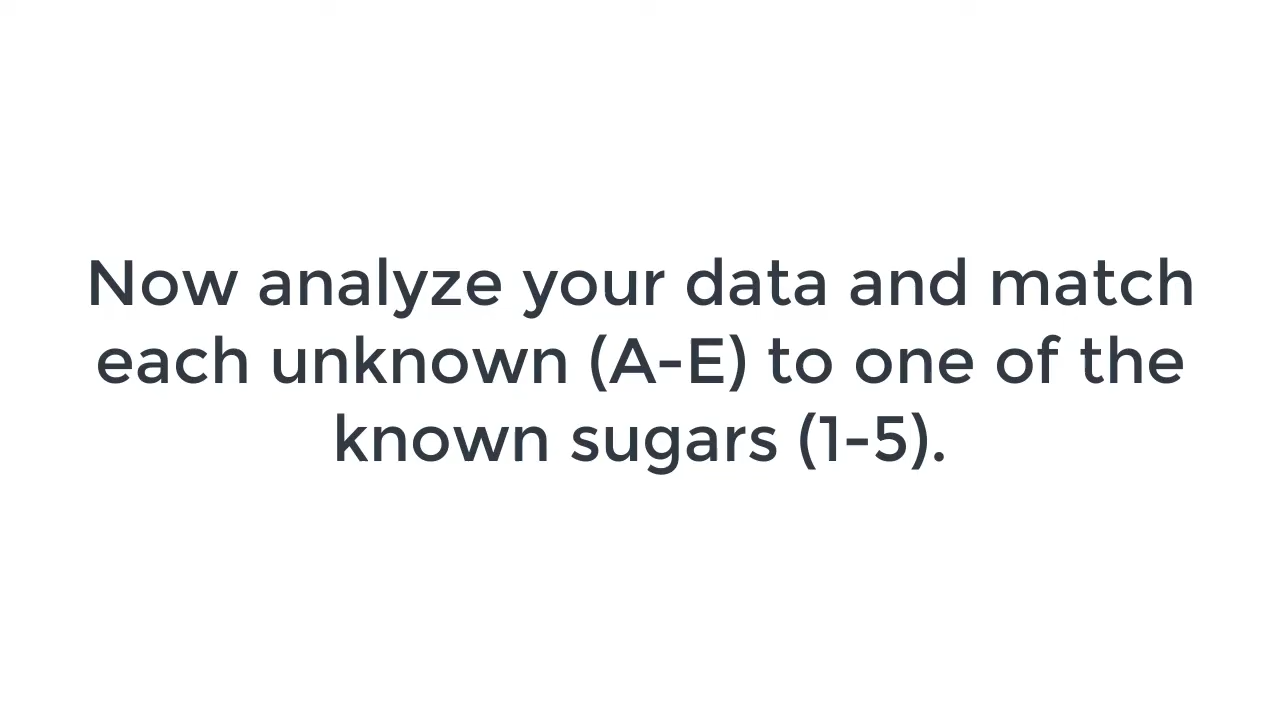 Now analyze your data and match
each unknown (A-E) to one of the
known sugars (1-5).